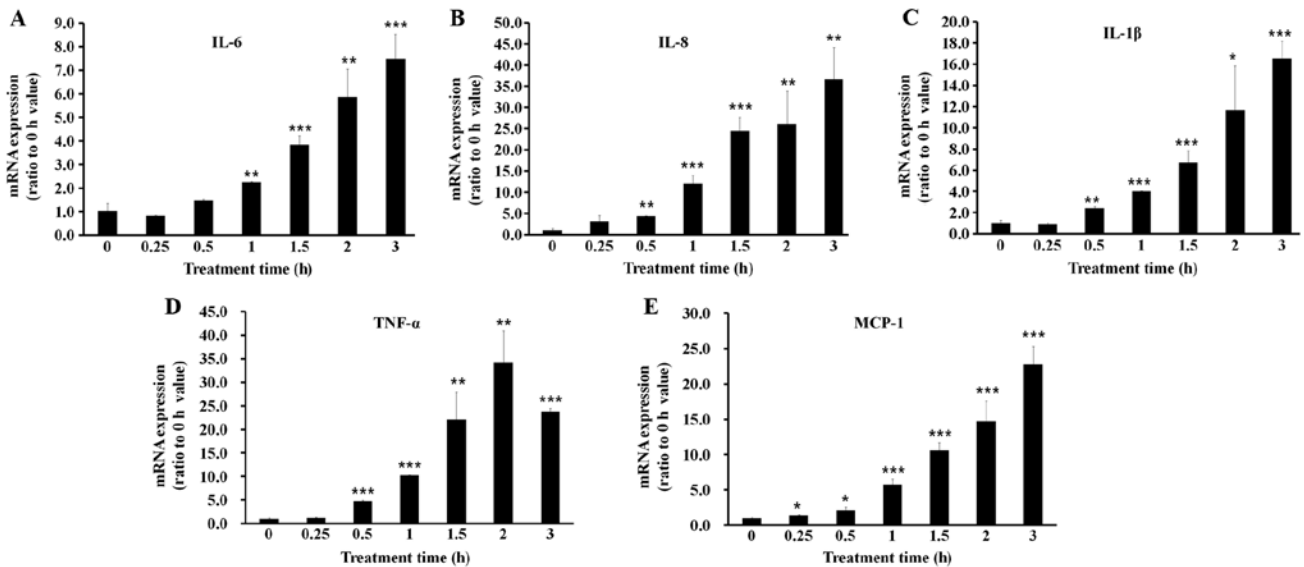 A
IL-6
mRNA expression
(ratio to 0 h value)
9.0
8.0
7.0
6.0
5.0
4.0
3.0
2.0
1.0
0.0
**
***
**
***
0 0.25 0.5 1 1.5 2 3
Treatment time (h)
B
IL-8
mRNA expression
(ratio to 0 h value)
50.0
45.0
40.0
35.0
30.0
25.0
20.0
15.0
10.0
5.0
0.0
**
***
***
**
**
0 0.25 0.5 1 1.5 2 3
Treatment time (h)
C
IL-1β
mRNA expression
(ratio to 0 h value)
20.0
18.0
16.0
14.0
12.0
10.0
8.0
6.0
4.0
2.0
0.0
**
***
***
*
***
0 0.25 0.5 1 1.5 2 3
Treatment time (h)
D
TNF-α
mRNA expression
(ratio to 0 h value)
45.0
40.0
35.0
30.0
25.0
20.0
15.0
10.0
5.0
0.0
***
***
**
**
***
0 0.25 0.5 1 1.5 2 3
Treatment time (h)
E
MCP-1
mRNA expression
(ratio to 0 h value)
30.0
25.0
20.0
15.0
10.0
5.0
0.0
*
*
***
***
***
***
0 0.25 0.5 1 1.5 2 3
Treatment time (h)